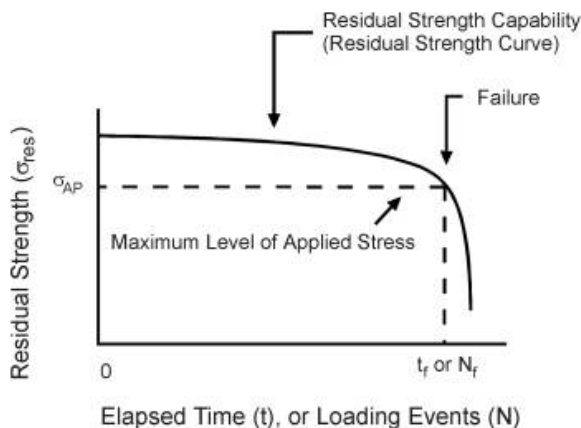 Residual Strength Capability
(Residual Strength Curve)
Failure
Residual Strength (σres)
σAP
Maximum Level of Applied Stress
0
tf or Nf
Elapsed Time (t), or Loading Events (N)